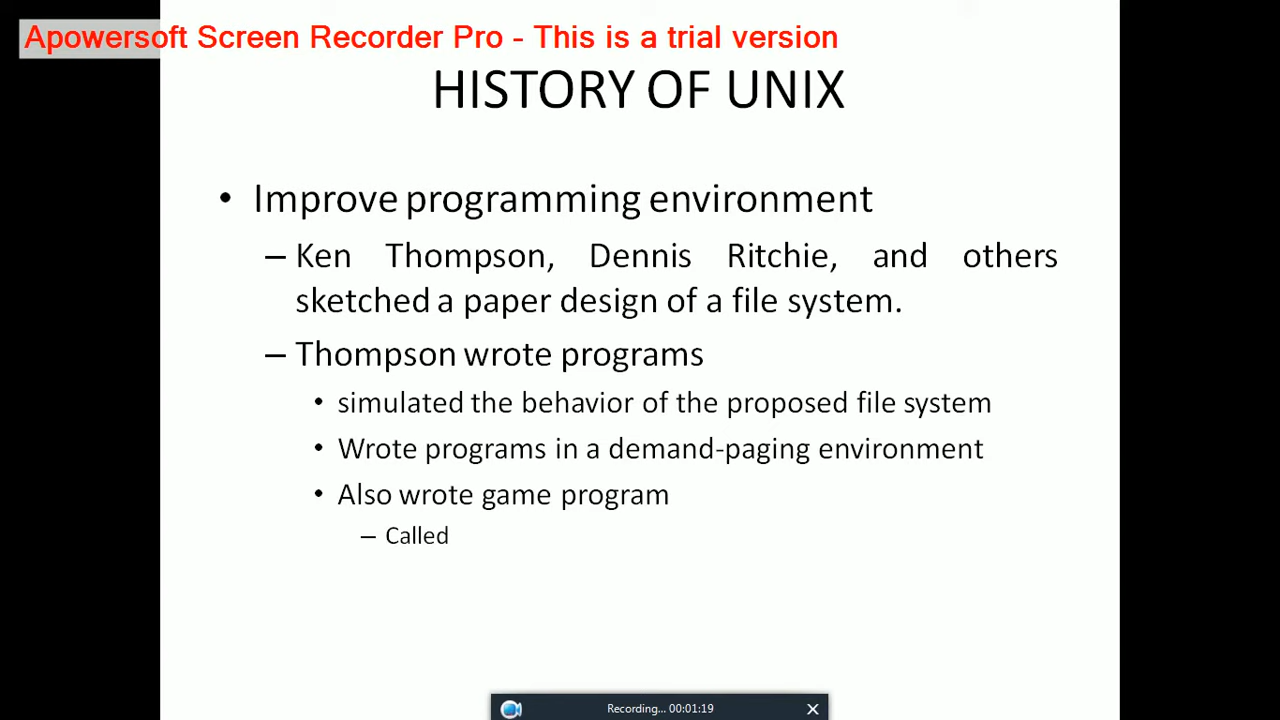 Apowersoft Screen Recorder Pro - This is a trial version
HISTORY OF UNIX
• Improve programming environment
– Ken Thompson, Dennis Ritchie, and others
sketched a paper design of a file system.
– Thompson wrote programs
• simulated the behavior of the proposed file system
• Wrote programs in a demand-paging environment
• Also wrote game program
– Called
Recording... 00:01:19